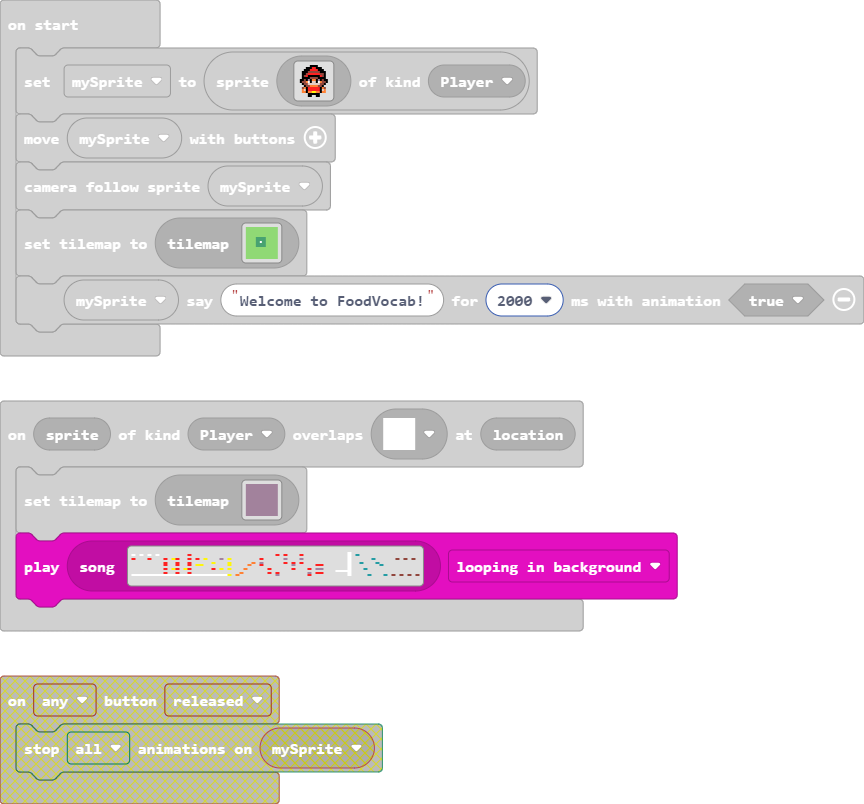 on start
set mySprite to sprite of kind Player
move mySprite with buttons
camera follow sprite mySprite
set tilemap to tilemap
mySprite say "Welcome to FoodVocab!" for 2000 ms with animation true
on sprite of kind Player overlaps at location
set tilemap to tilemap
play song looping in background
on any button released
stop all animations on mySprite